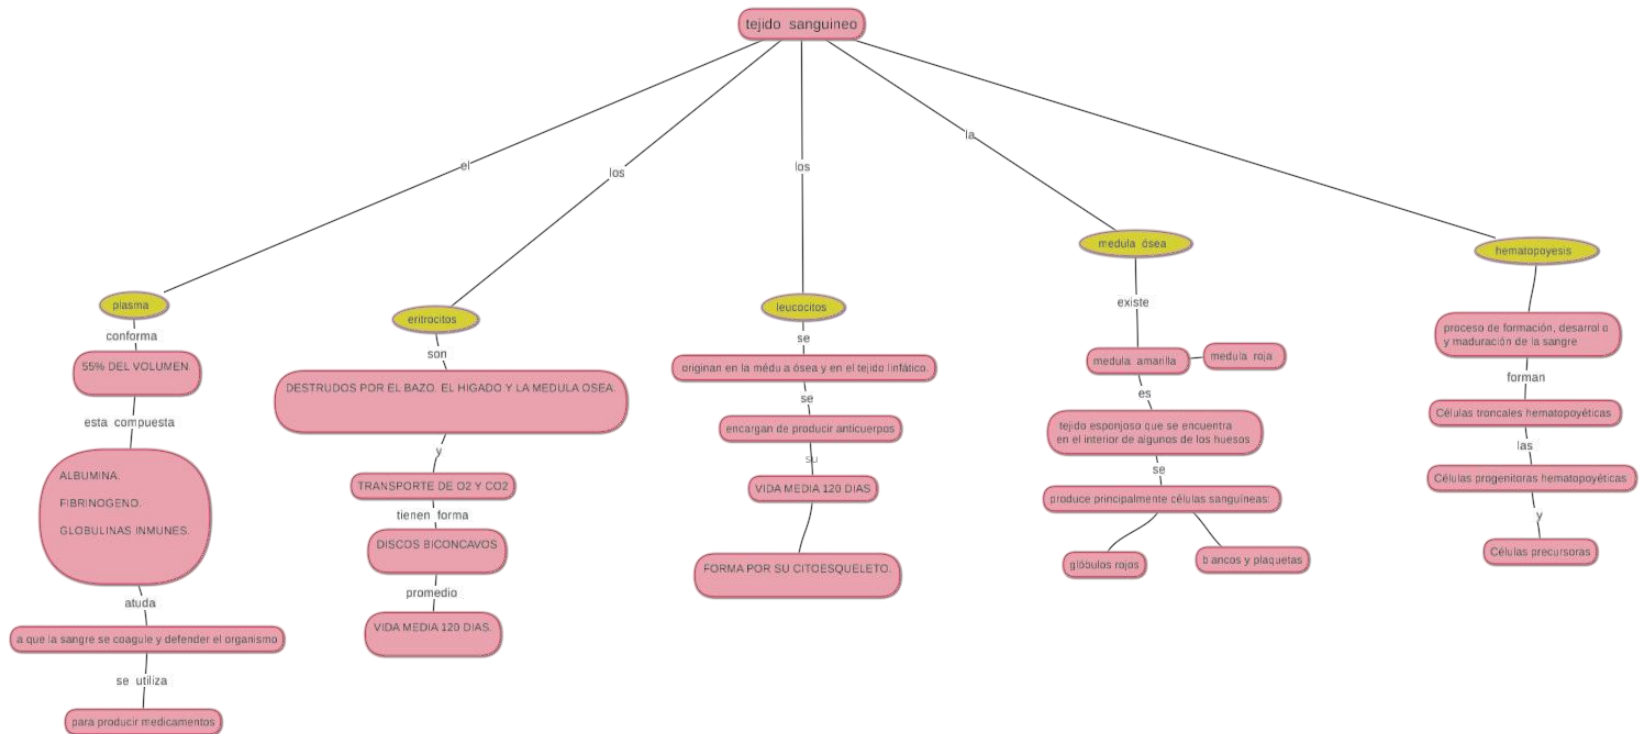 tejido sanguineo
el
los
los
la
plasma
conforma
55% DEL VOLUMEN.
esta compuesta
ALBUMINA.
FIBRINOGENO.
GLOBULINAS INMUNES.
atuda
a que la sangre se coagule y defender el organismo
se utiliza
para producir medicamentos
eritrocitos
son
DESTRUDOS POR EL BAZO. EL HIGADO Y LA MEDULA OSEA.
y
TRANSPORTE DE O2 Y CO2
tienen forma
DISCOS BICONCAVOS
promedio
VIDA MEDIA 120 DIAS.
leucocitos
se
originan en la médu a ósea y en el tejido linfático.
se
encargan de producir anticuerpos
su
VIDA MEDIA 120 DIAS
FORMA POR SU CITOESQUELETO.
medula ósea
existe
medula amarilla
medula roja
es
tejido esponjoso que se encuentra
en el interior de algunos de los huesos
se
produce principalmente células sanguíneas:
glóbulos rojos
b ancos y plaquetas
hematopoyesis
proceso de formación, desarrol o
y maduración de la sangre
forman
Células troncales hematopoyéticas
las
Células progenitoras hematopoyéticas
y
Células precursoras